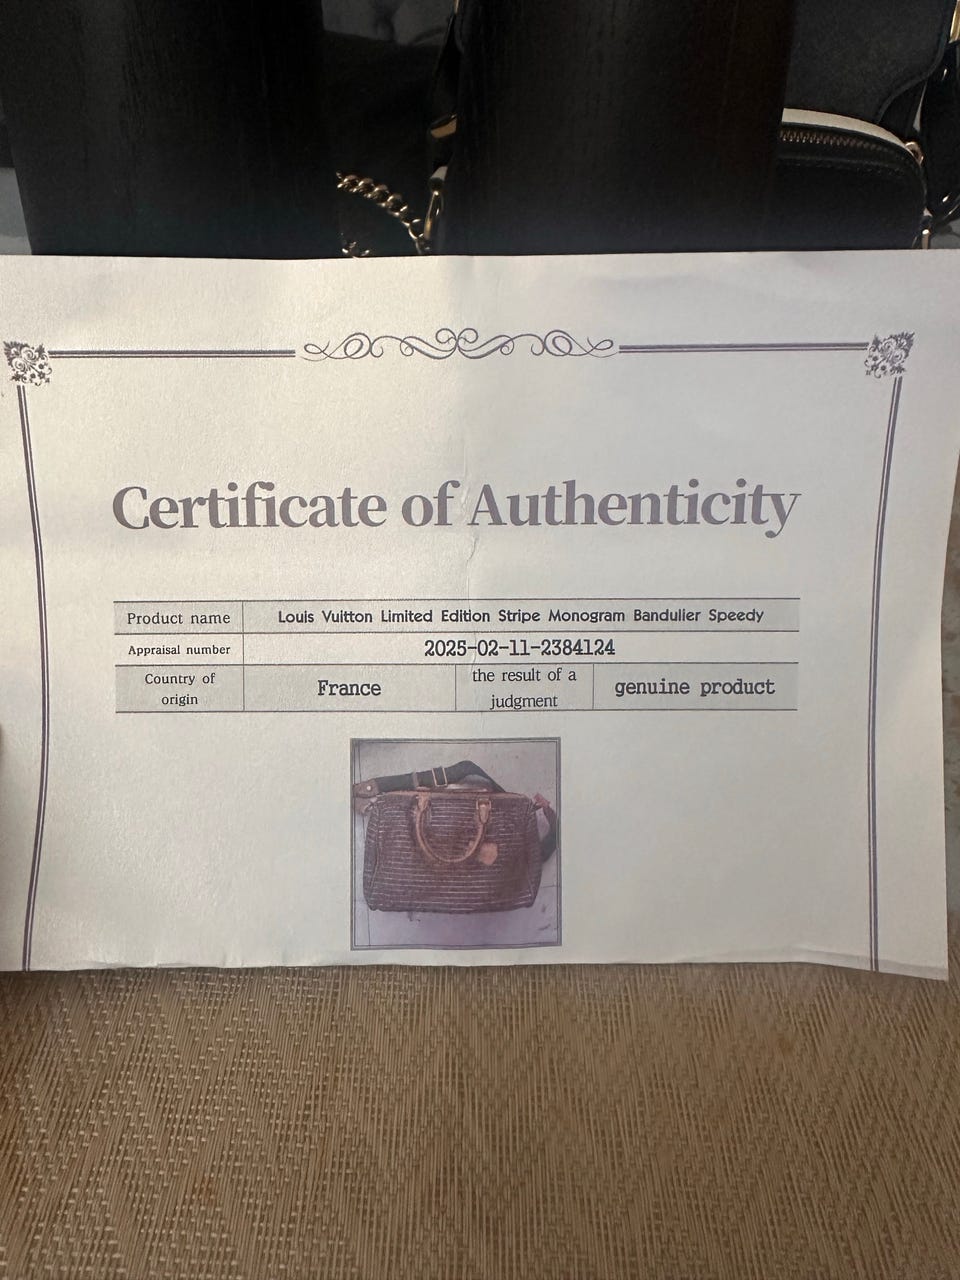 Certificate of Authenticity
Product name Louis Vuitton Limited Edition Stripe Monogram Bandulier Speedy
Appraisal number 2025-02-11-2384124
Country of origin France the result of a judgment genuine product